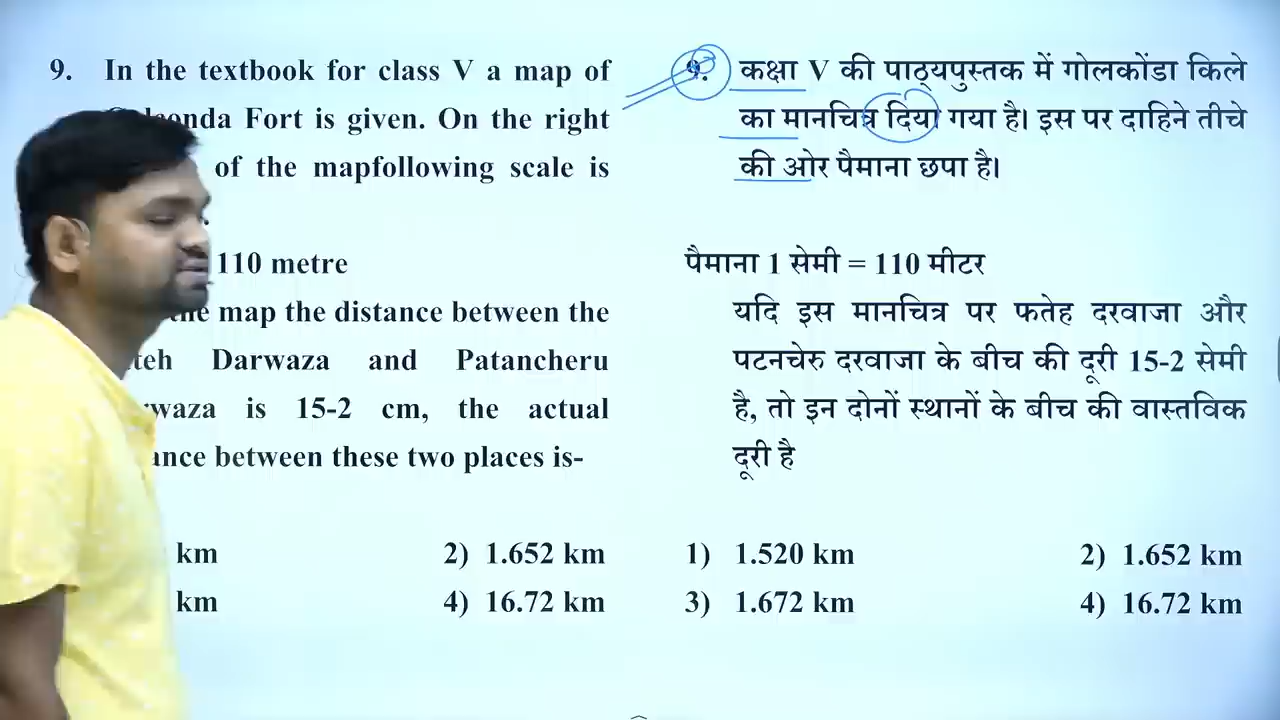 9. In the textbook for class V a map of
Fort is given. On the right
of the mapfollowing scale is
110 metre
the map the distance between the
Darwaza and Patancheru
is 15-2 cm, the actual
between these two places is-
km 2) 1.652 km
km 4) 16.72 km
9. कक्षा V की पाठ्यपुस्तक में गोलकोंडा किले
का मानचित्र दिया गया है। इस पर दाहिने तीचे
की ओर पैमाना छपा है।
पैमाना 1 सेमी = 110 मीटर
यदि इस मानचित्र पर फतेह दरवाजा और
पटनचेरु दरवाजा के बीच की दूरी 15-2 सेमी
है, तो इन दोनों स्थानों के बीच की वास्तविक
दूरी है
1) 1.520 km 2) 1.652 km
3) 1.672 km 4) 16.72 km